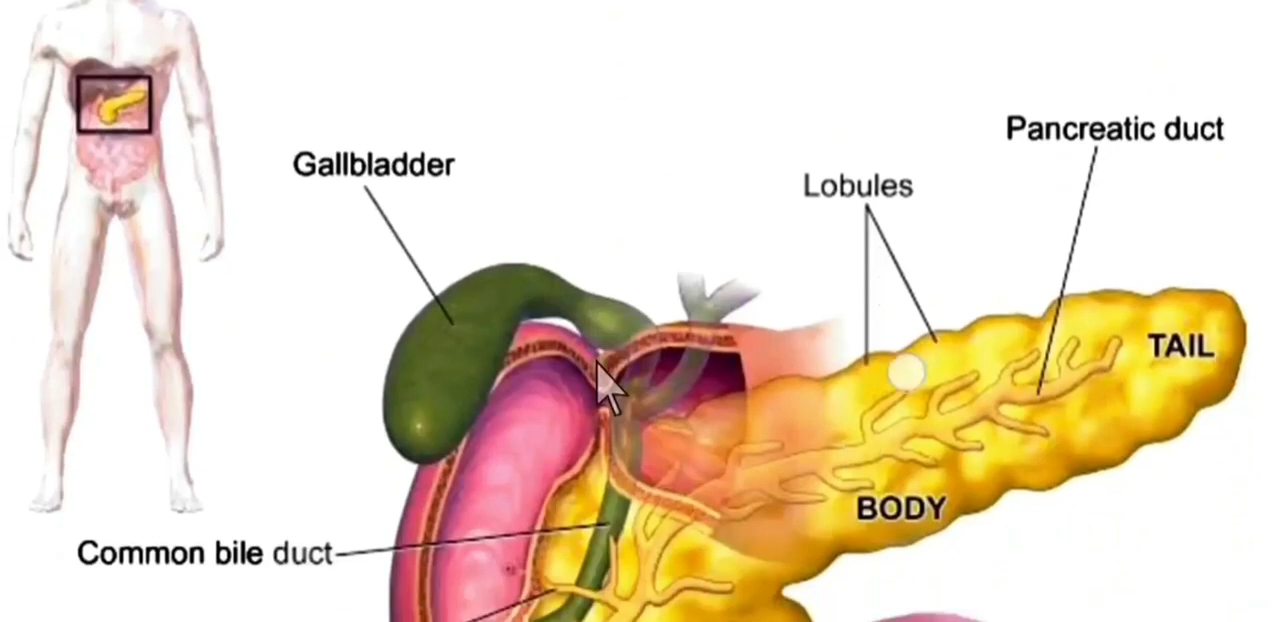 Pancreatic duct
Gallbladder
Lobules
TAIL
BODY
Common bile duct